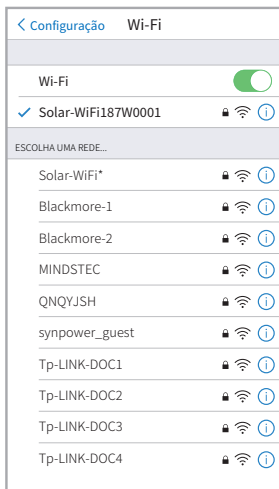 Configuração Wi-Fi
Wi-Fi
Solar-WiFi187W0001
ESCOLHA UMA REDE...
Solar-WiFi*
Blackmore-1
Blackmore-2
MINDSTEC
QNQYJSH
synpower_guest
Tp-LINK-DOC1
Tp-LINK-DOC2
Tp-LINK-DOC3
Tp-LINK-DOC4